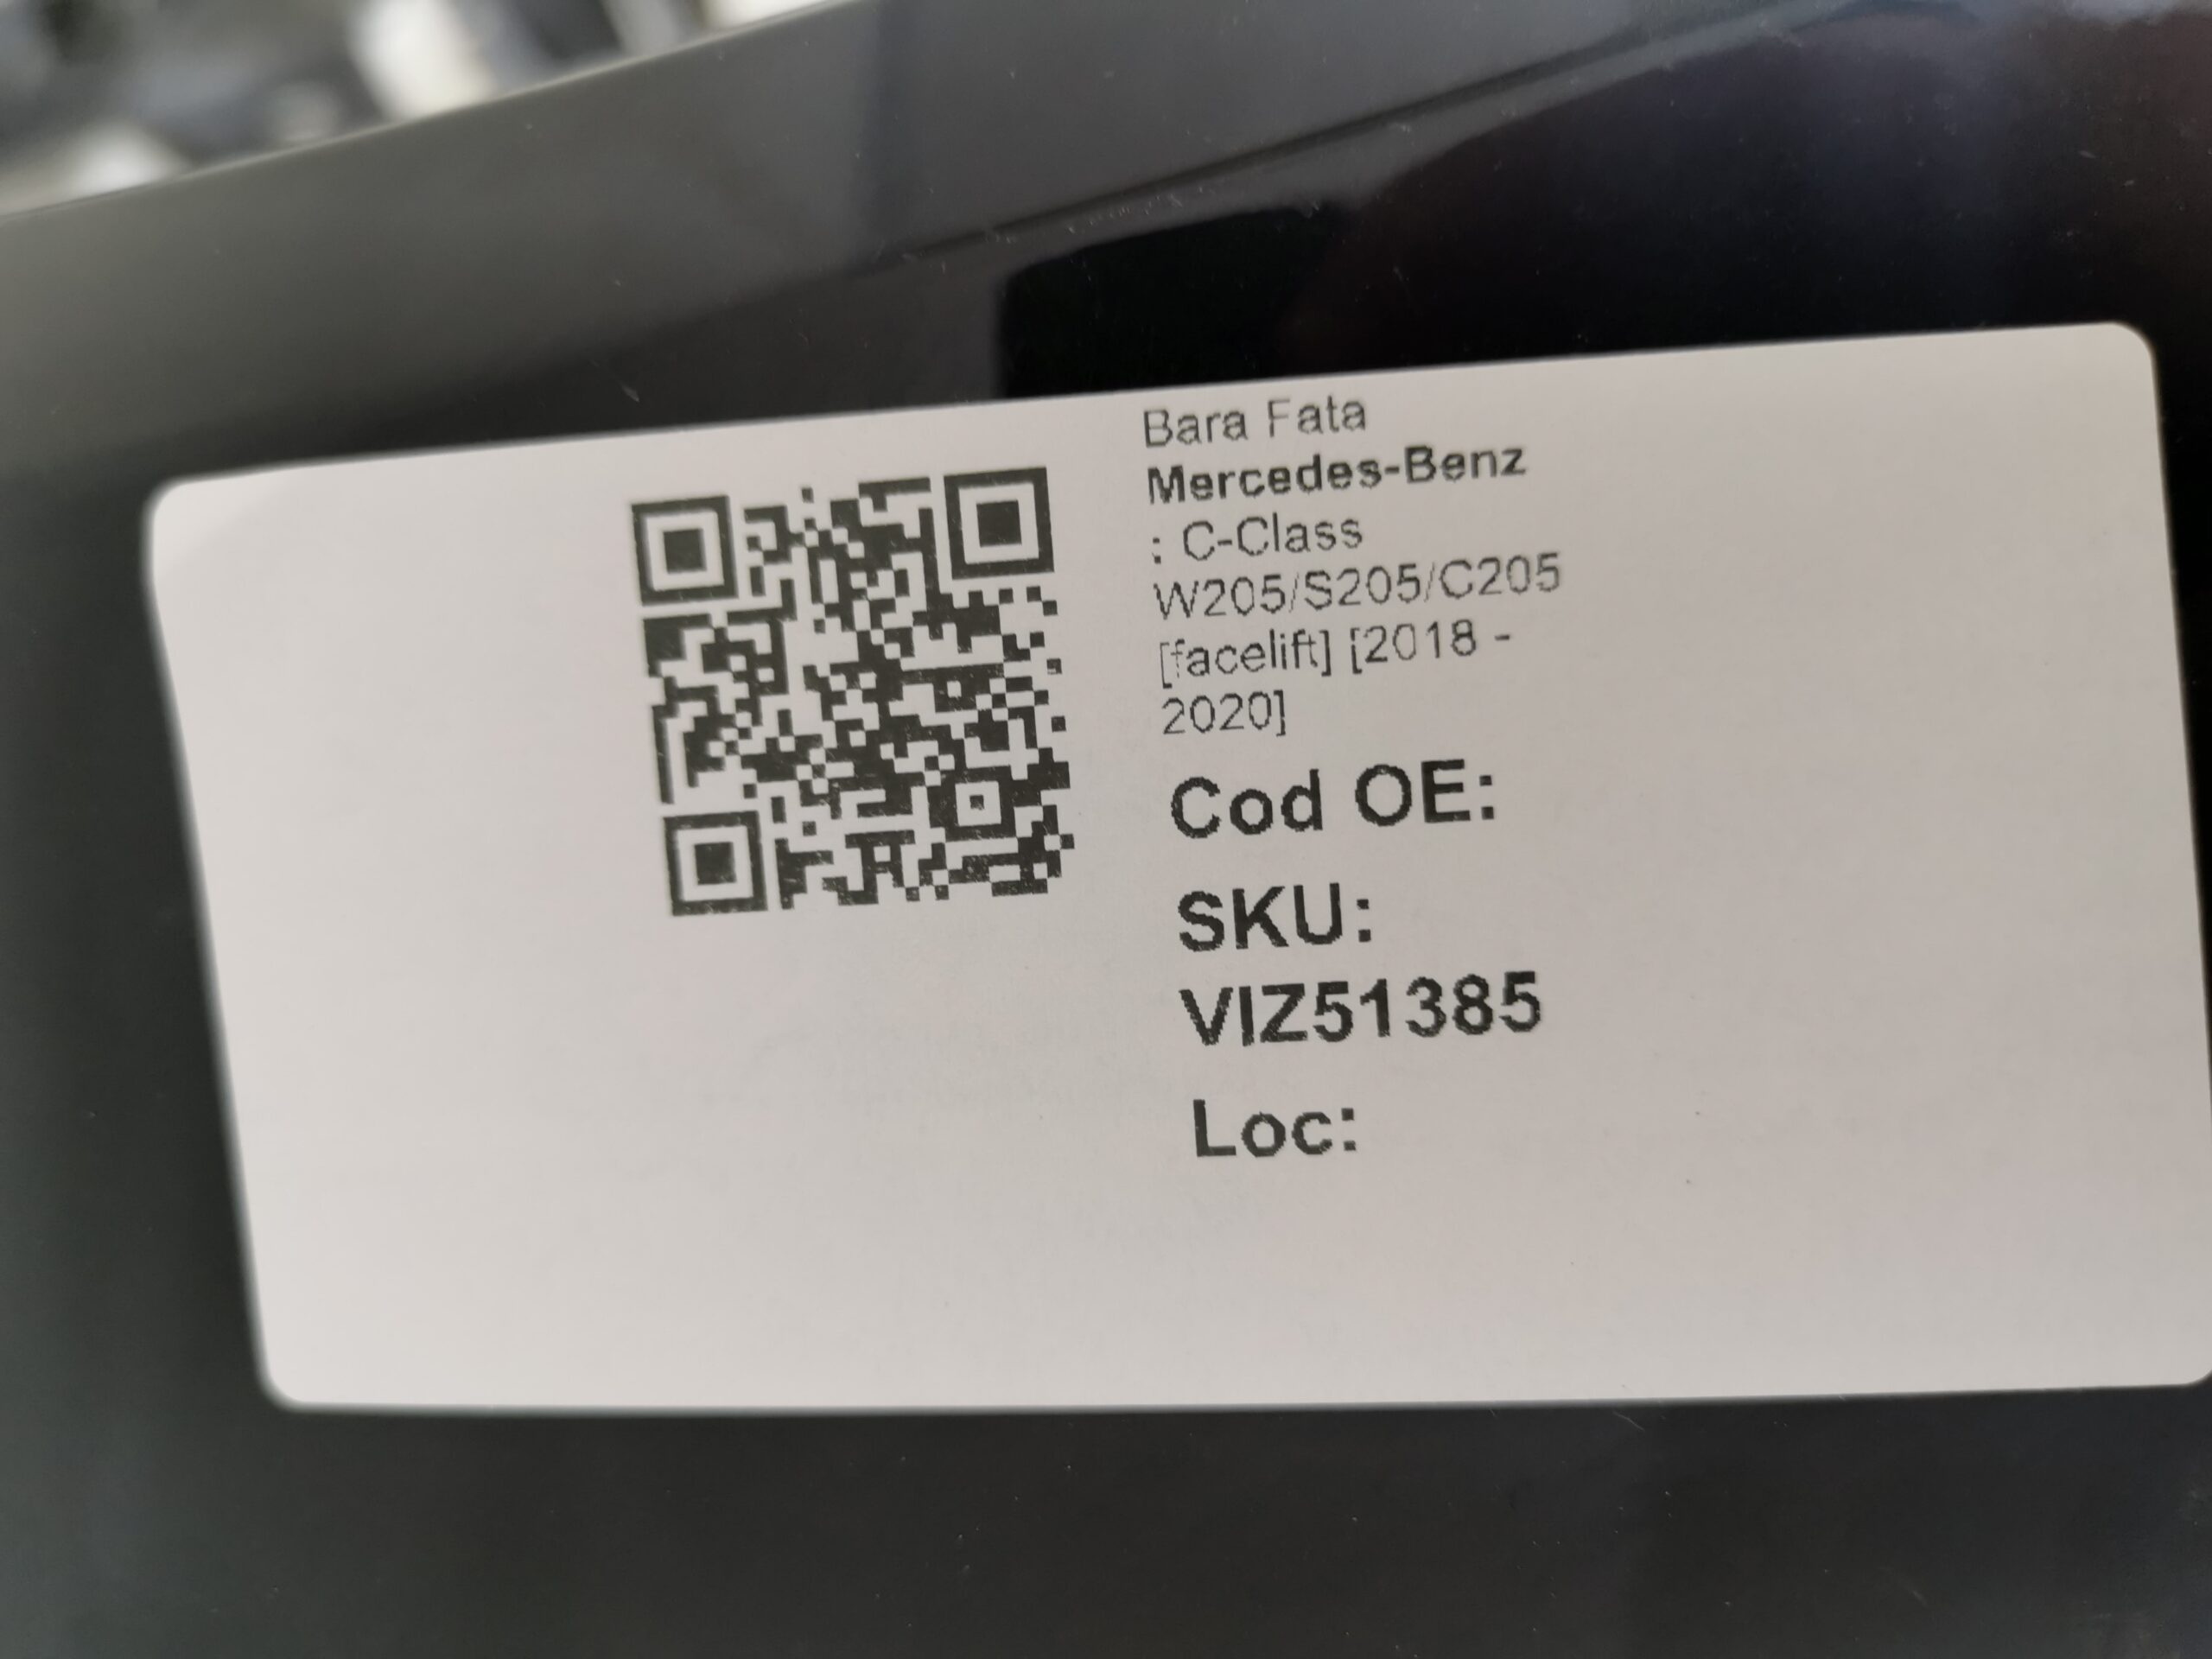 Bara Fata
Mercedes-Benz
: C-Class
W205/S205/C205
[facelift] [2018 -
2020]
Cod OE:
SKU:
VIZ51385
Loc: